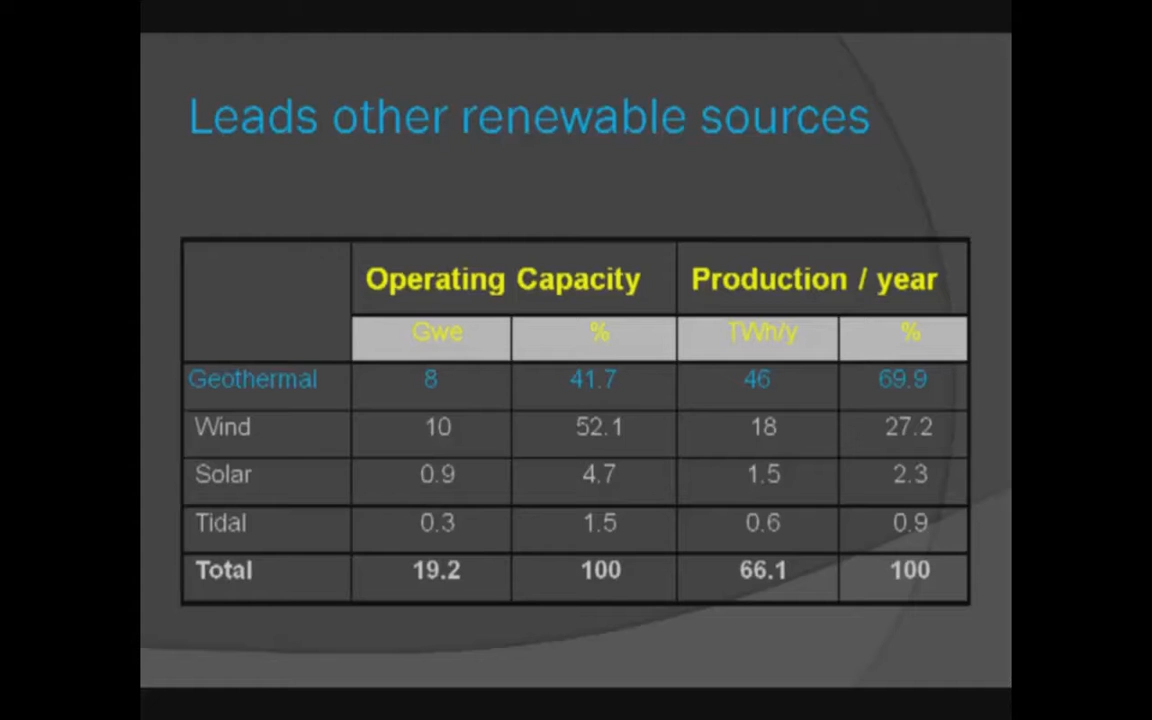 Leads other renewable sources
Operating Capacity Production / year
Gwe % TWh/y %
Geothermal 8 41.7 46 69.9
Wind 10 52.1 18 27.2
Solar 0.9 4.7 1.5 2.3
Tidal 0.3 1.5 0.6 0.9
Total 19.2 100 66.1 100